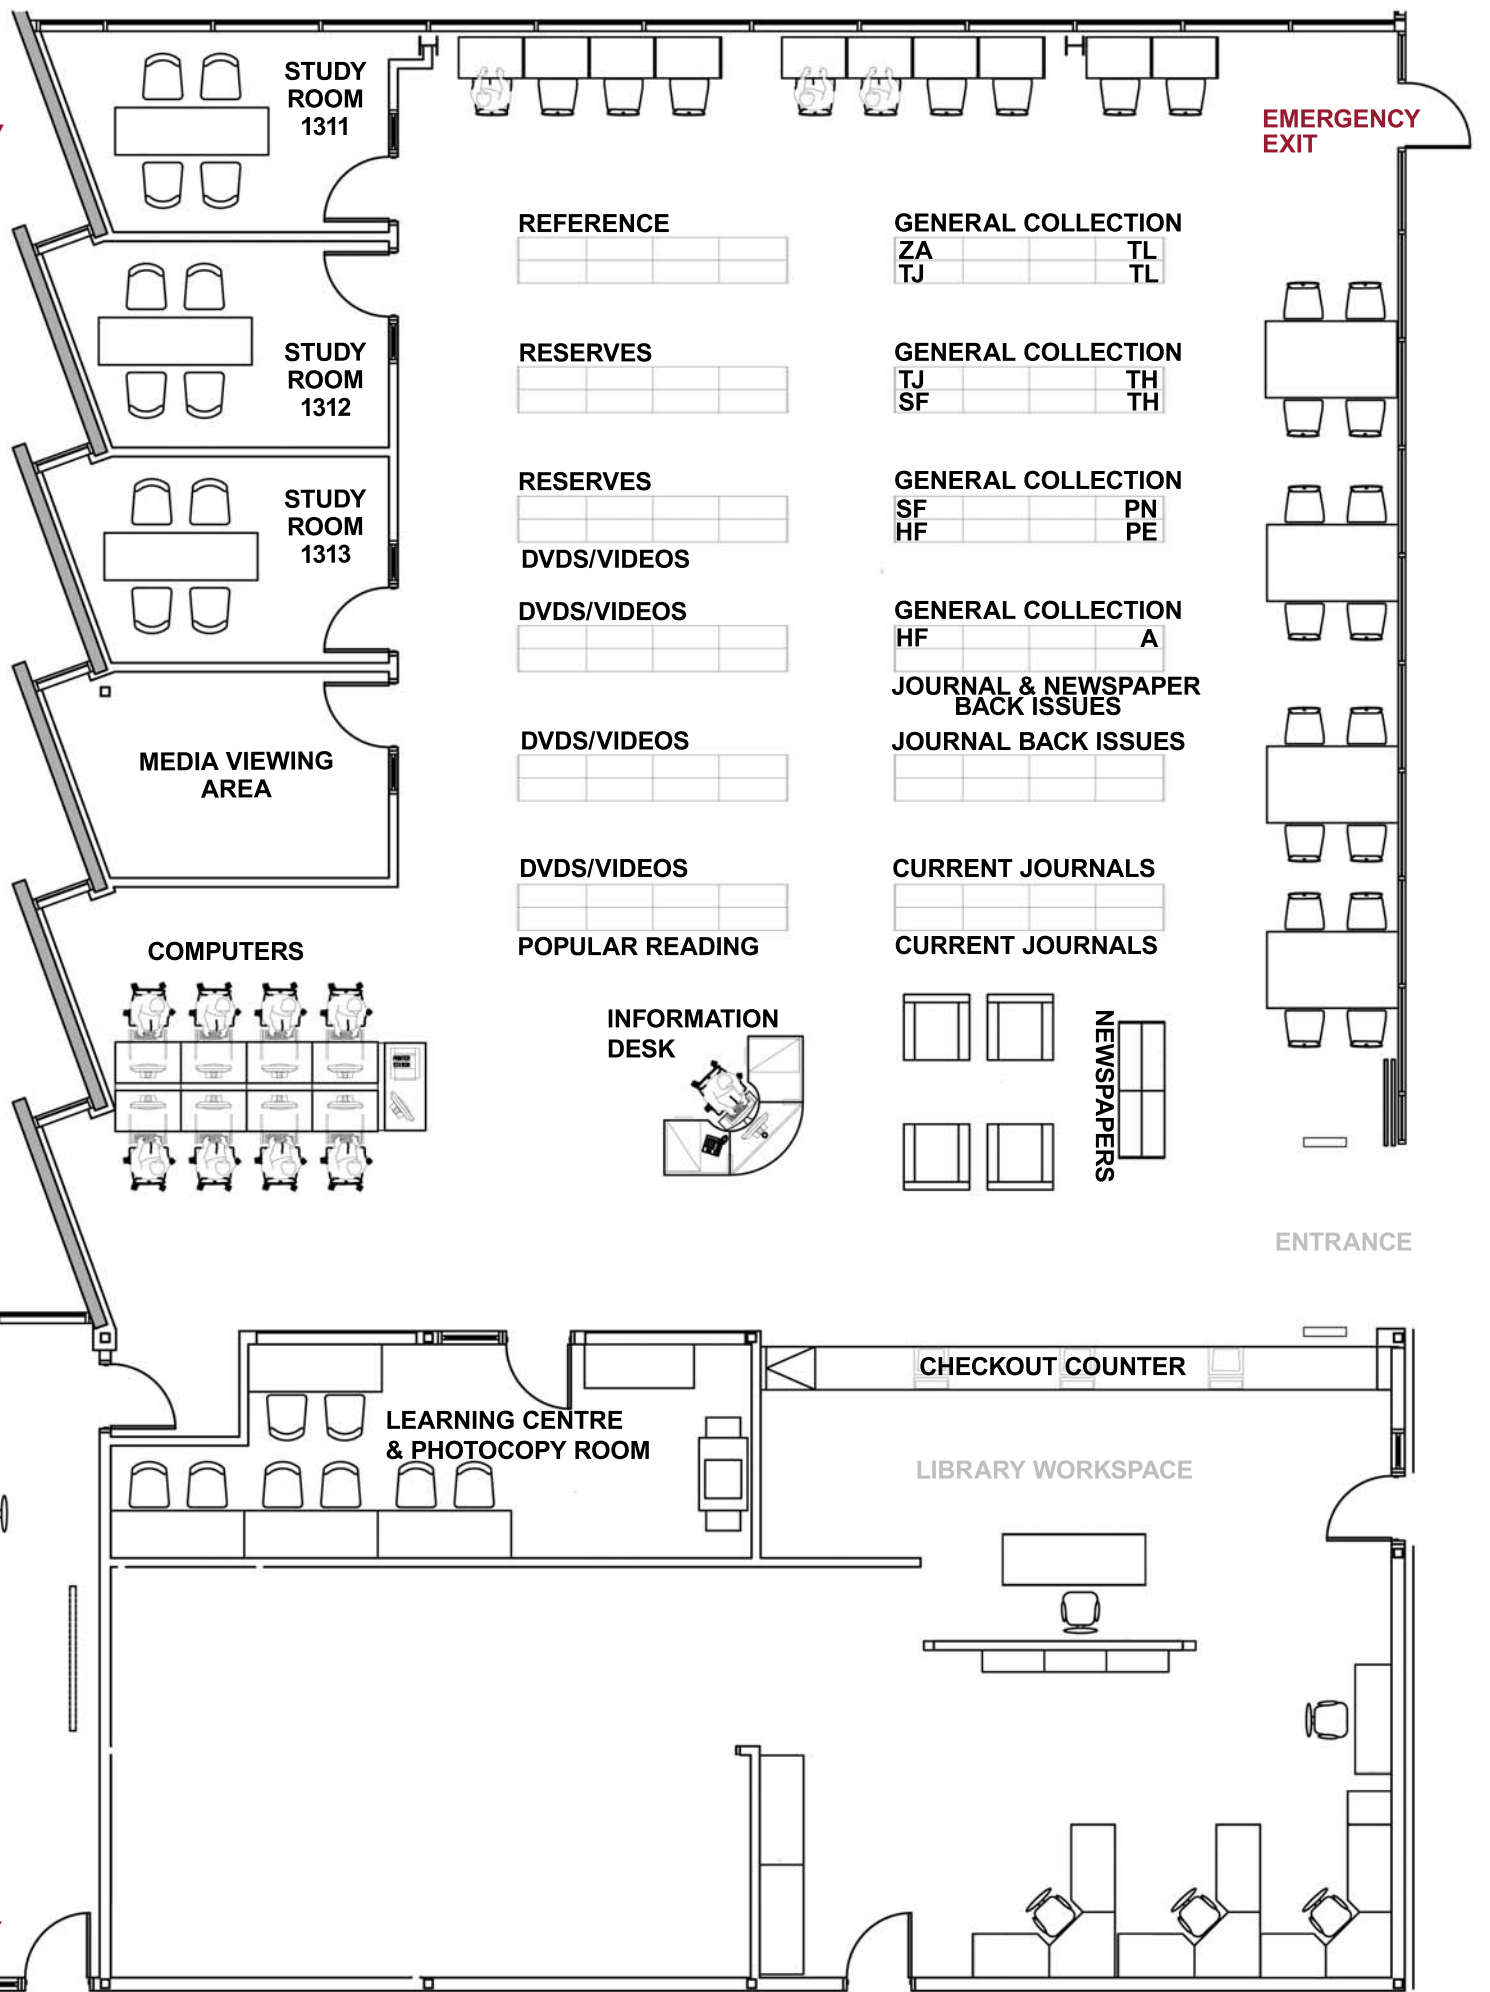 STUDY
ROOM
1311
EMERGENCY
EXIT
REFERENCE
GENERAL COLLECTION
ZA TL
TJ TL
STUDY
ROOM
1312
RESERVES
GENERAL COLLECTION
TJ TH
SF TH
STUDY
ROOM
1313
RESERVES
GENERAL COLLECTION
SF PN
HF PE
DVDS/VIDEOS
DVDS/VIDEOS
GENERAL COLLECTION
HF A
JOURNAL & NEWSPAPER
BACK ISSUES
MEDIA VIEWING
AREA
DVDS/VIDEOS
JOURNAL BACK ISSUES
DVDS/VIDEOS
CURRENT JOURNALS
POPULAR READING
CURRENT JOURNALS
COMPUTERS
INFORMATION
DESK
NEWSPAPERS
ENTRANCE
CHECKOUT COUNTER
LEARNING CENTRE
& PHOTOCOPY ROOM
LIBRARY WORKSPACE